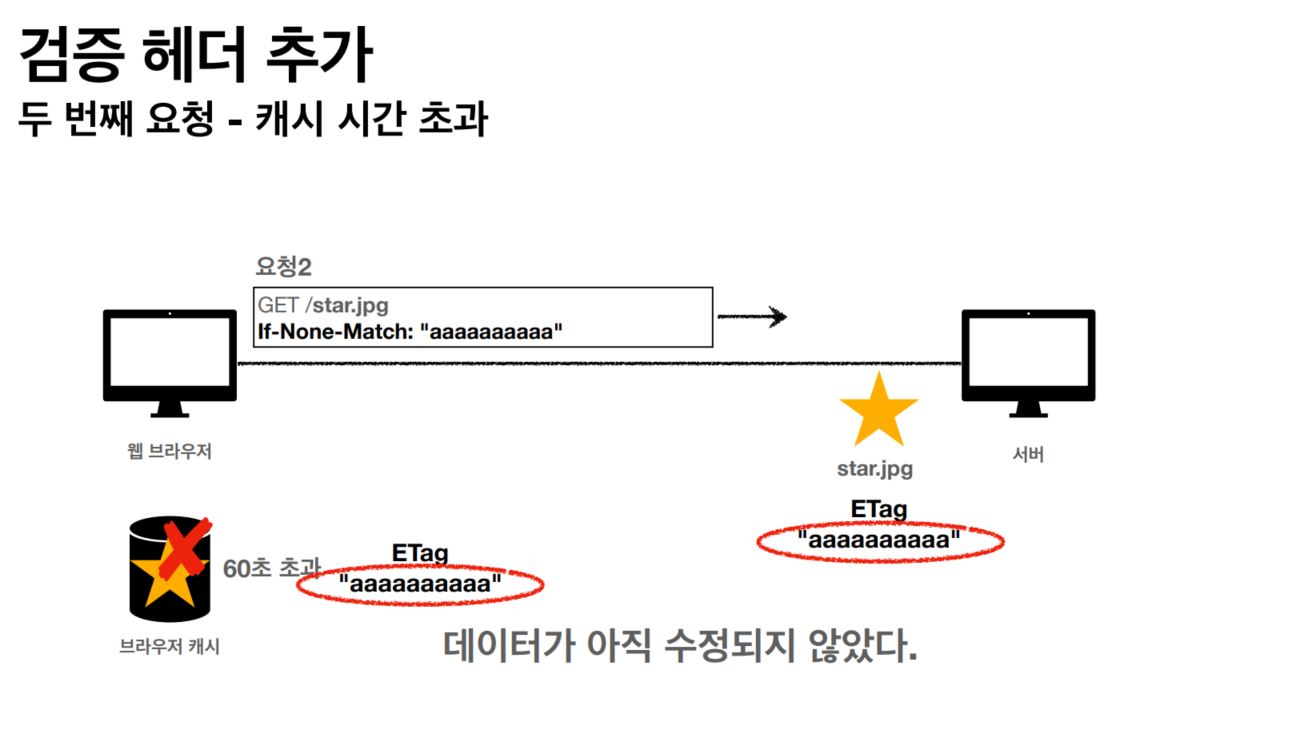 검증 헤더 추가
두 번째 요청 - 캐시 시간 초과
요청2
GET /star.jpg
If-None-Match: "aaaaaaaaaa"
웹 브라우저
서버
star.jpg
ETag
"aaaaaaaaaa"
60초 초과
ETag
"aaaaaaaaaa"
브라우저 캐시
데이터가 아직 수정되지 않았다.